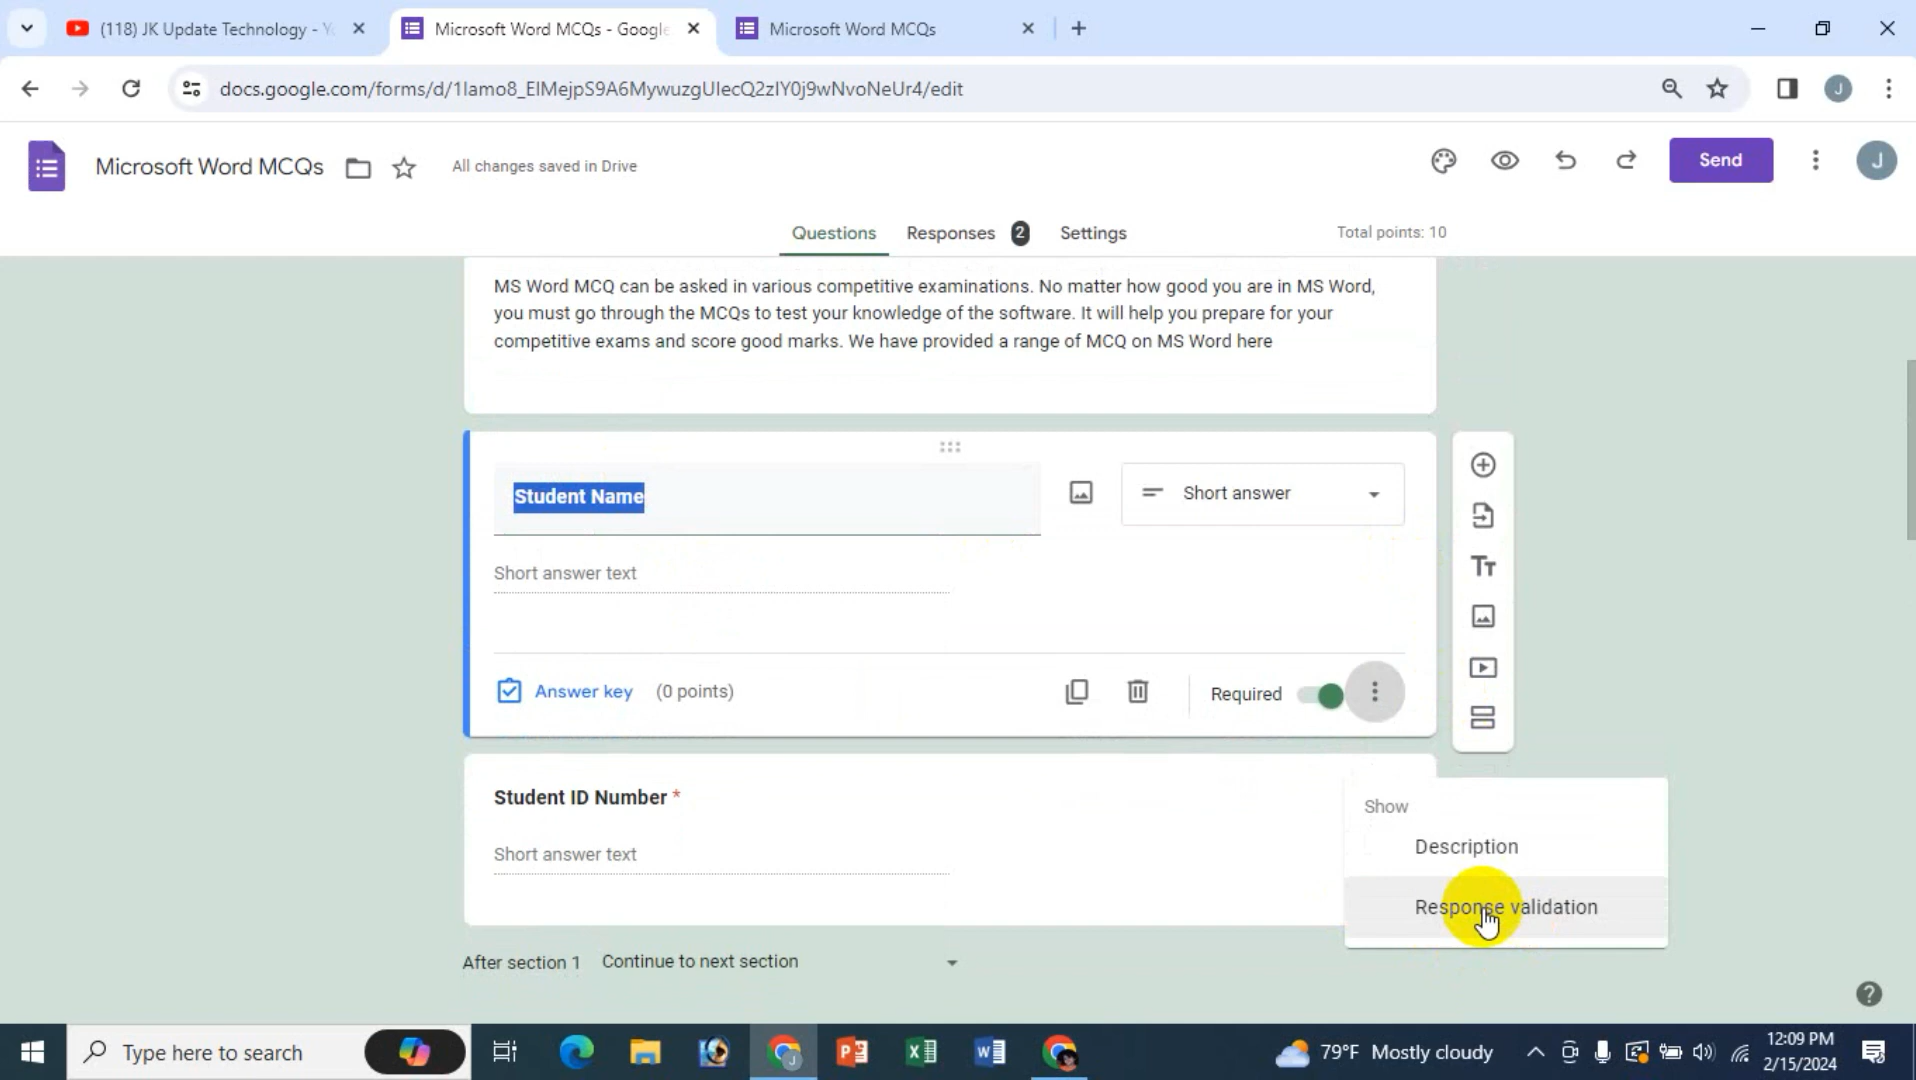 (118) JK Update Technology - Y
Microsoft Word MCQs - Google
Microsoft Word MCQs
docs.google.com/forms/d/1Iamo8_ElMejpS9A6MywuzgUIecQ2zIY0j9wNvoNeUr4/edit
J
Microsoft Word MCQs
All changes saved in Drive
Send
J
Questions
Responses 2
Settings
Total points: 10
MS Word MCQ can be asked in various competitive examinations. No matter how good you are in MS Word,
you must go through the MCQs to test your knowledge of the software. It will help you prepare for your
competitive exams and score good marks. We have provided a range of MCQ on MS Word here
Student Name
Short answer
Short answer text
Answer key (0 points)
Required
Student ID Number *
Short answer text
Show
Description
Response validation
After section 1 Continue to next section
Type here to search
79°F Mostly cloudy
12:09 PM
2/15/2024